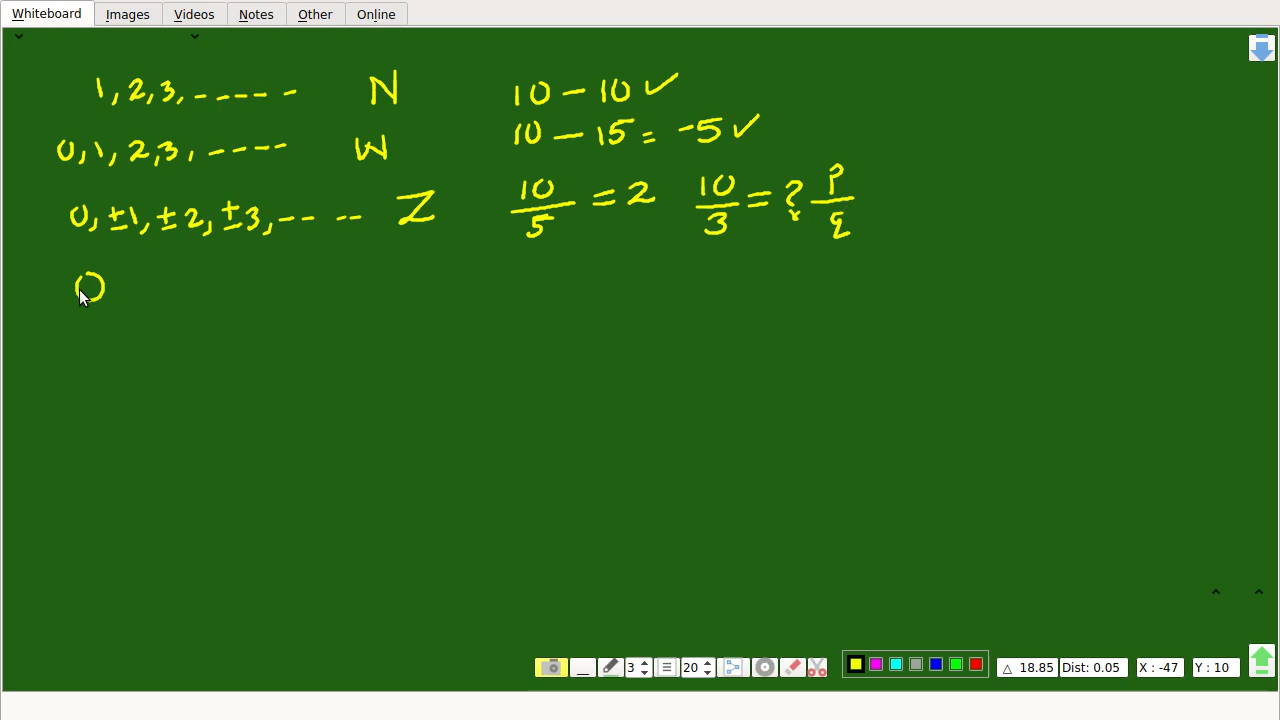 Whiteboard Images Videos Notes Other Online
1, 2, 3, - - - - - N
0, 1, 2, 3, - - - - W
0, ±1, ±2, ±3, - - - - - Z
10 - 10 ✓
10 - 15 = -5 ✓
10/5 = 2 10/3 = ? p/q
O
3 20 △ 18.85 Dist: 0.05 X : -47 Y : 10